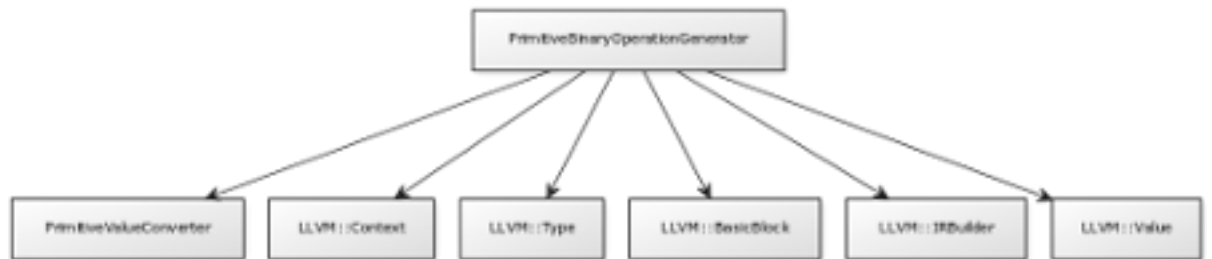 PrimitiveBinaryOperationGenerator
PrimitiveValueConverter
LLVM::Context
LLVM::Type
LLVM::BasicBlock
LLVM::IRBuilder
LLVM::Value